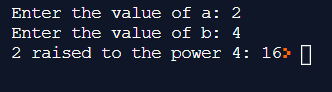 Enter the value of a: 2
Enter the value of b: 4
2 raised to the power 4: 16>